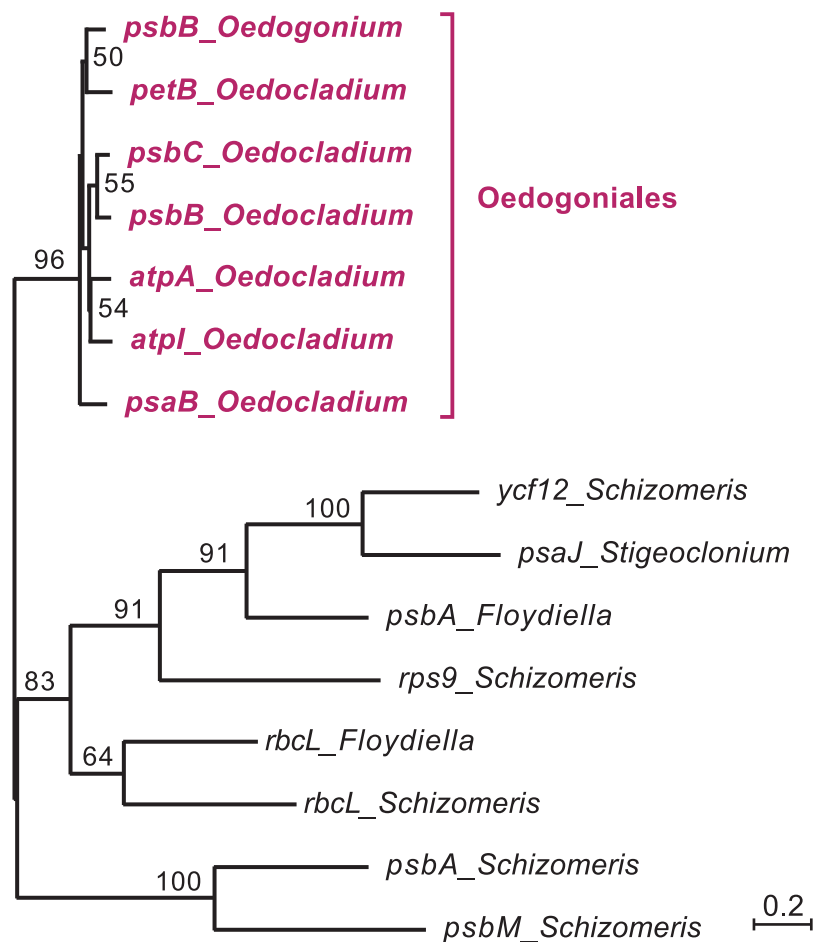 psbB_Oedogonium
50
petB_Oedocladium
psbC_Oedocladium
55
psbB_Oedocladium
Oedogoniales
96
atpA_Oedocladium
54
atpI_Oedocladium
psaB_Oedocladium
ycf12_Schizomeris
100
psaJ_Stigeoclonium
91
psbA_Floydiella
91
rps9_Schizomeris
83
rbcL_Floydiella
64
rbcL_Schizomeris
psbA_Schizomeris
100
psbM_Schizomeris
0.2